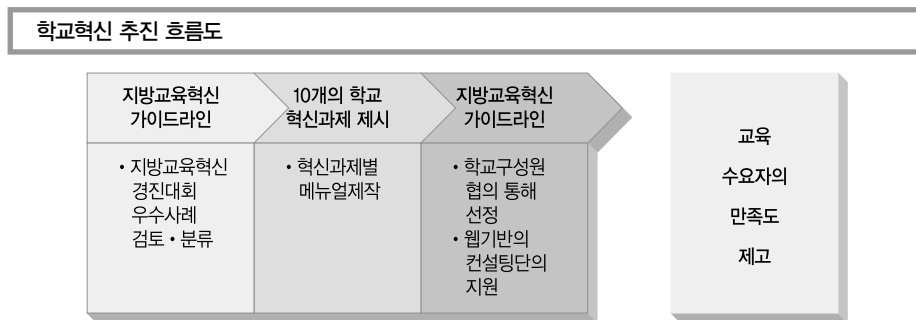 학교혁신 추진 흐름도
지방교육혁신
가이드라인
• 지방교육혁신
경진대회
우수사례
검토 • 분류
10개의 학교
혁신과제 제시
• 혁신과제별
메뉴얼제작
지방교육혁신
가이드라인
• 학교구성원
협의 통해
선정
• 웹기반의
컨설팅단의
지원
교육
수요자의
만족도
제고